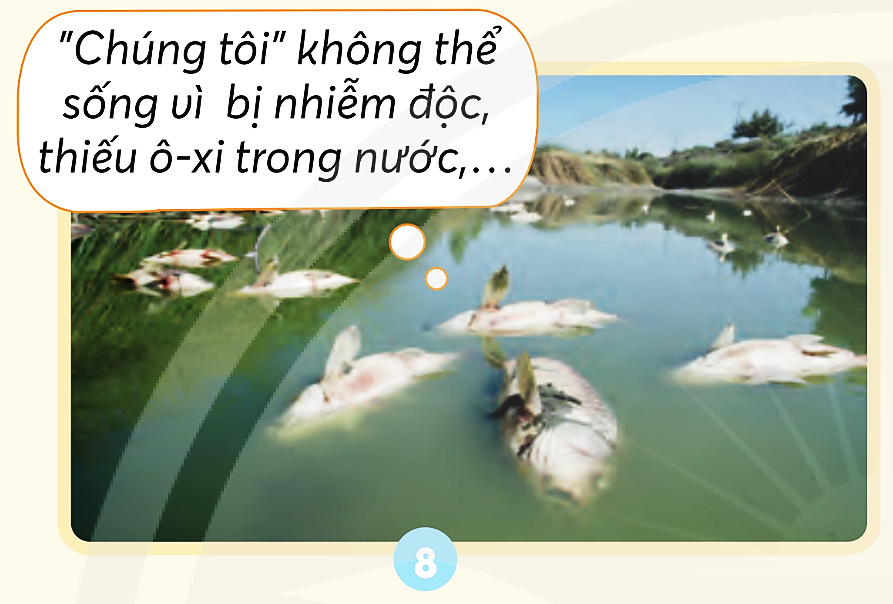 "Chúng tôi" không thể
sống vì bị nhiễm độc,
thiếu ô-xi trong nước,...
8